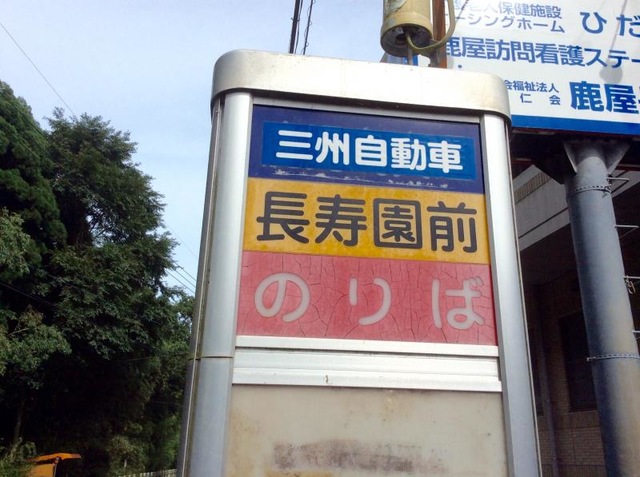 三州自動車
長寿園前
のりば
人保健施設
ーシングホーム ひだ
鹿屋訪問看護ステー
会福祉法人
仁 会 鹿屋